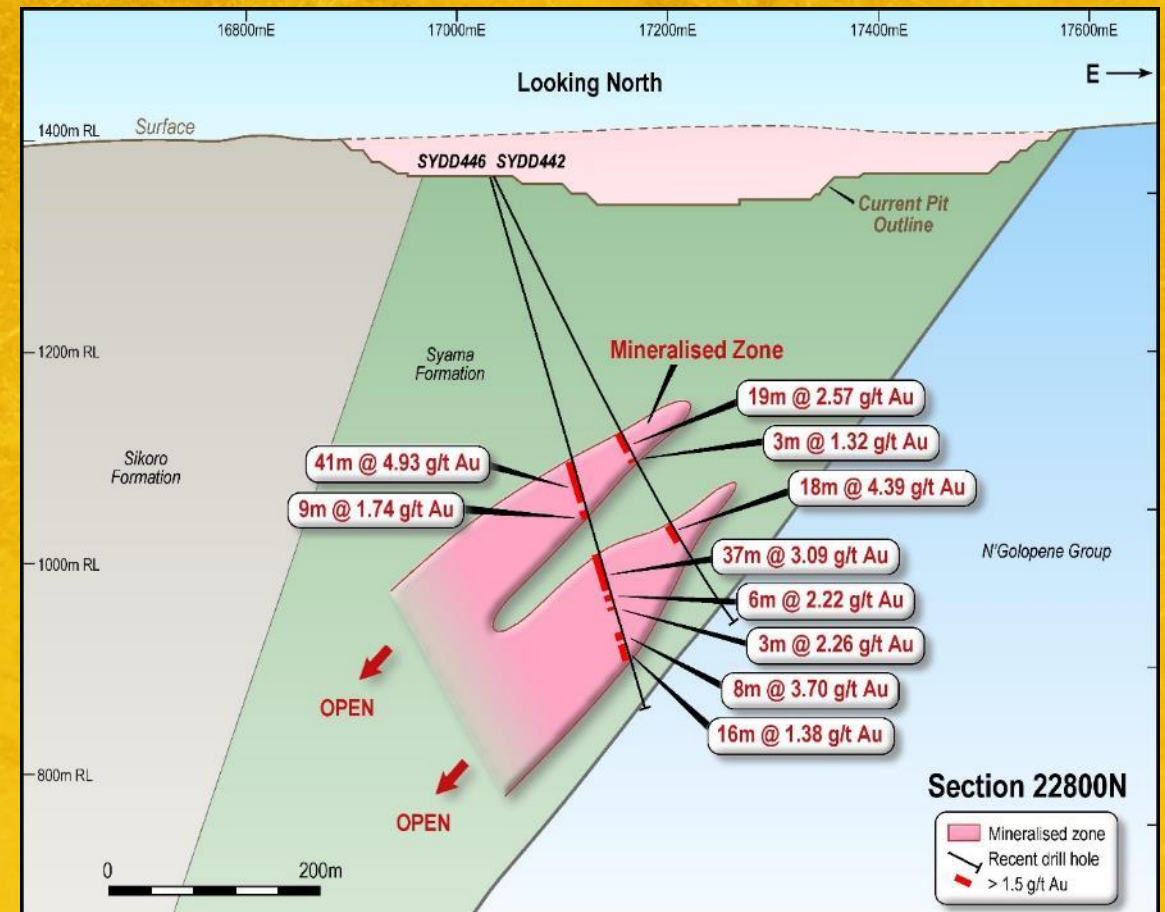 16800mE
17000mE
17200mE
17400mE
17600mE
Looking North
E
1400m RL
Surface
SYDD446 SYDD442
Current Pit
Outline
1200m RL
Syama
Formation
Mineralised Zone
19m @ 2.57 g/t Au
3m @ 1.32 g/t Au
41m @ 4.93 g/t Au
Sikoro
Formation
9m @ 1.74 g/t Au
18m @ 4.39 g/t Au
1000m RL
37m @ 3.09 g/t Au
N'Golopene Group
6m @ 2.22 g/t Au
3m @ 2.26 g/t Au
8m @ 3.70 g/t Au
OPEN
16m @ 1.38 g/t Au
800m RL
OPEN
Section 22800N
Mineralised zone
Recent drill hole
> 1.5 g/t Au
0 200m